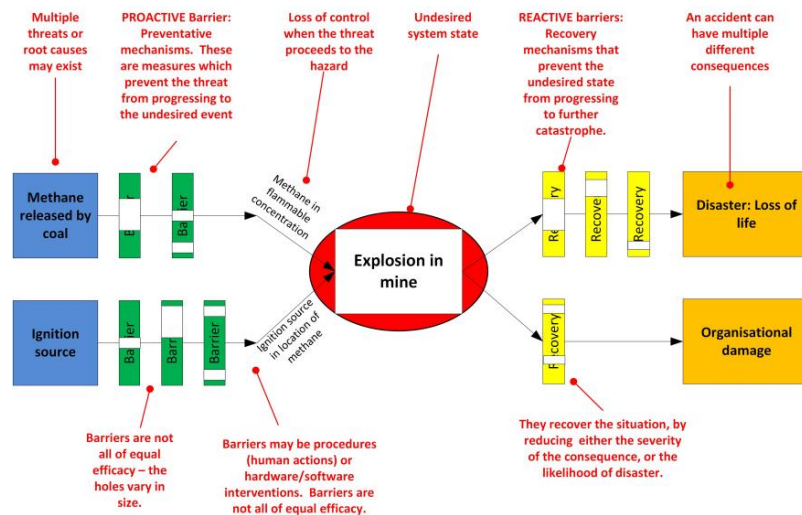 Multiple
threats or
root causes
may exist
PROACTIVE Barrier:
Preventative
mechanisms. These
are measures which
prevent the threat
from progressing to
the undesired event
Loss of control
when the threat
proceeds to the
hazard
Undesired
system state
REACTIVE barriers:
Recovery
mechanisms that
prevent the
undesired state
from progressing
to further
catastrophe.
An accident can
have multiple
different
consequences
Methane
released by
coal
Methane in
flammable
concentration
Explosion in
mine
Recovery
Disaster: Loss of
life
Ignition
source
Barrier
Ignition source
in location of
methane
Recovery
Organisational
damage
Barriers are not
all of equal
efficacy – the
holes vary in
size.
Barriers may be procedures
(human actions) or
hardware/software
interventions. Barriers are
not all of equal efficacy.
They recover the situation, by
reducing either the severity
of the consequence, or the
likelihood of disaster.